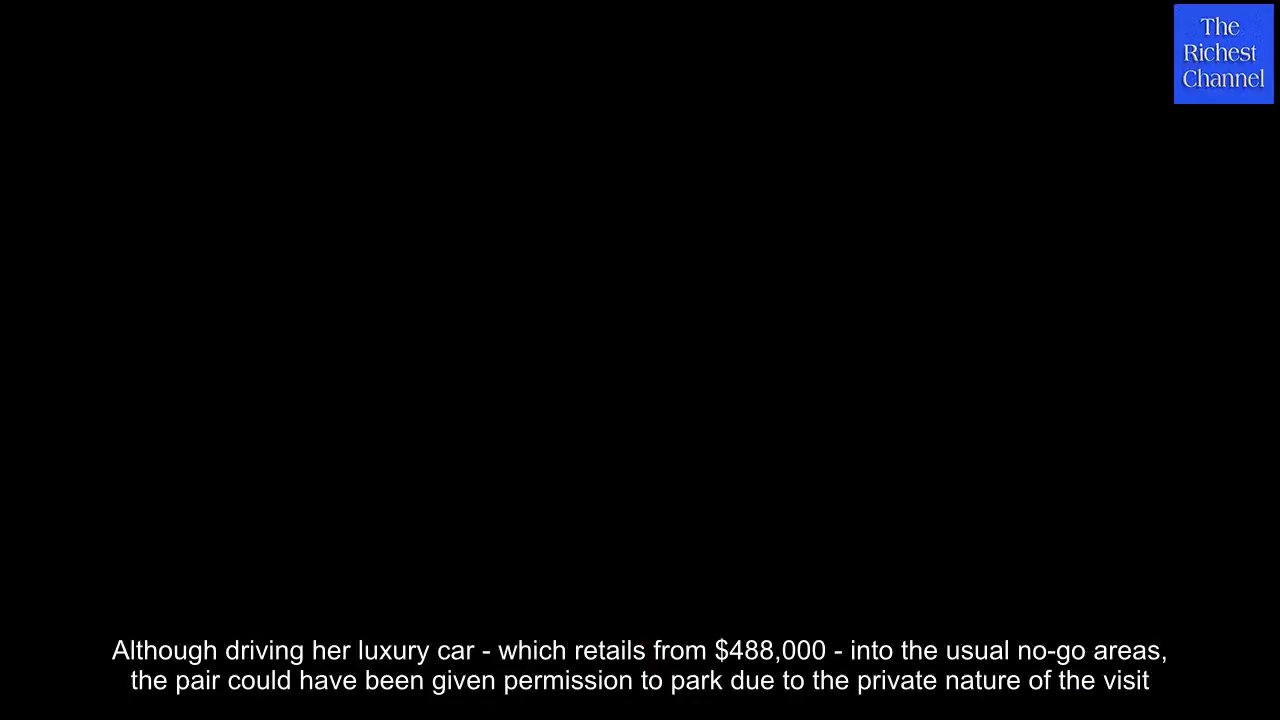 The
Richest
Channel
Although driving her luxury car - which retails from $488,000 - into the usual no-go areas,
the pair could have been given permission to park due to the private nature of the visit